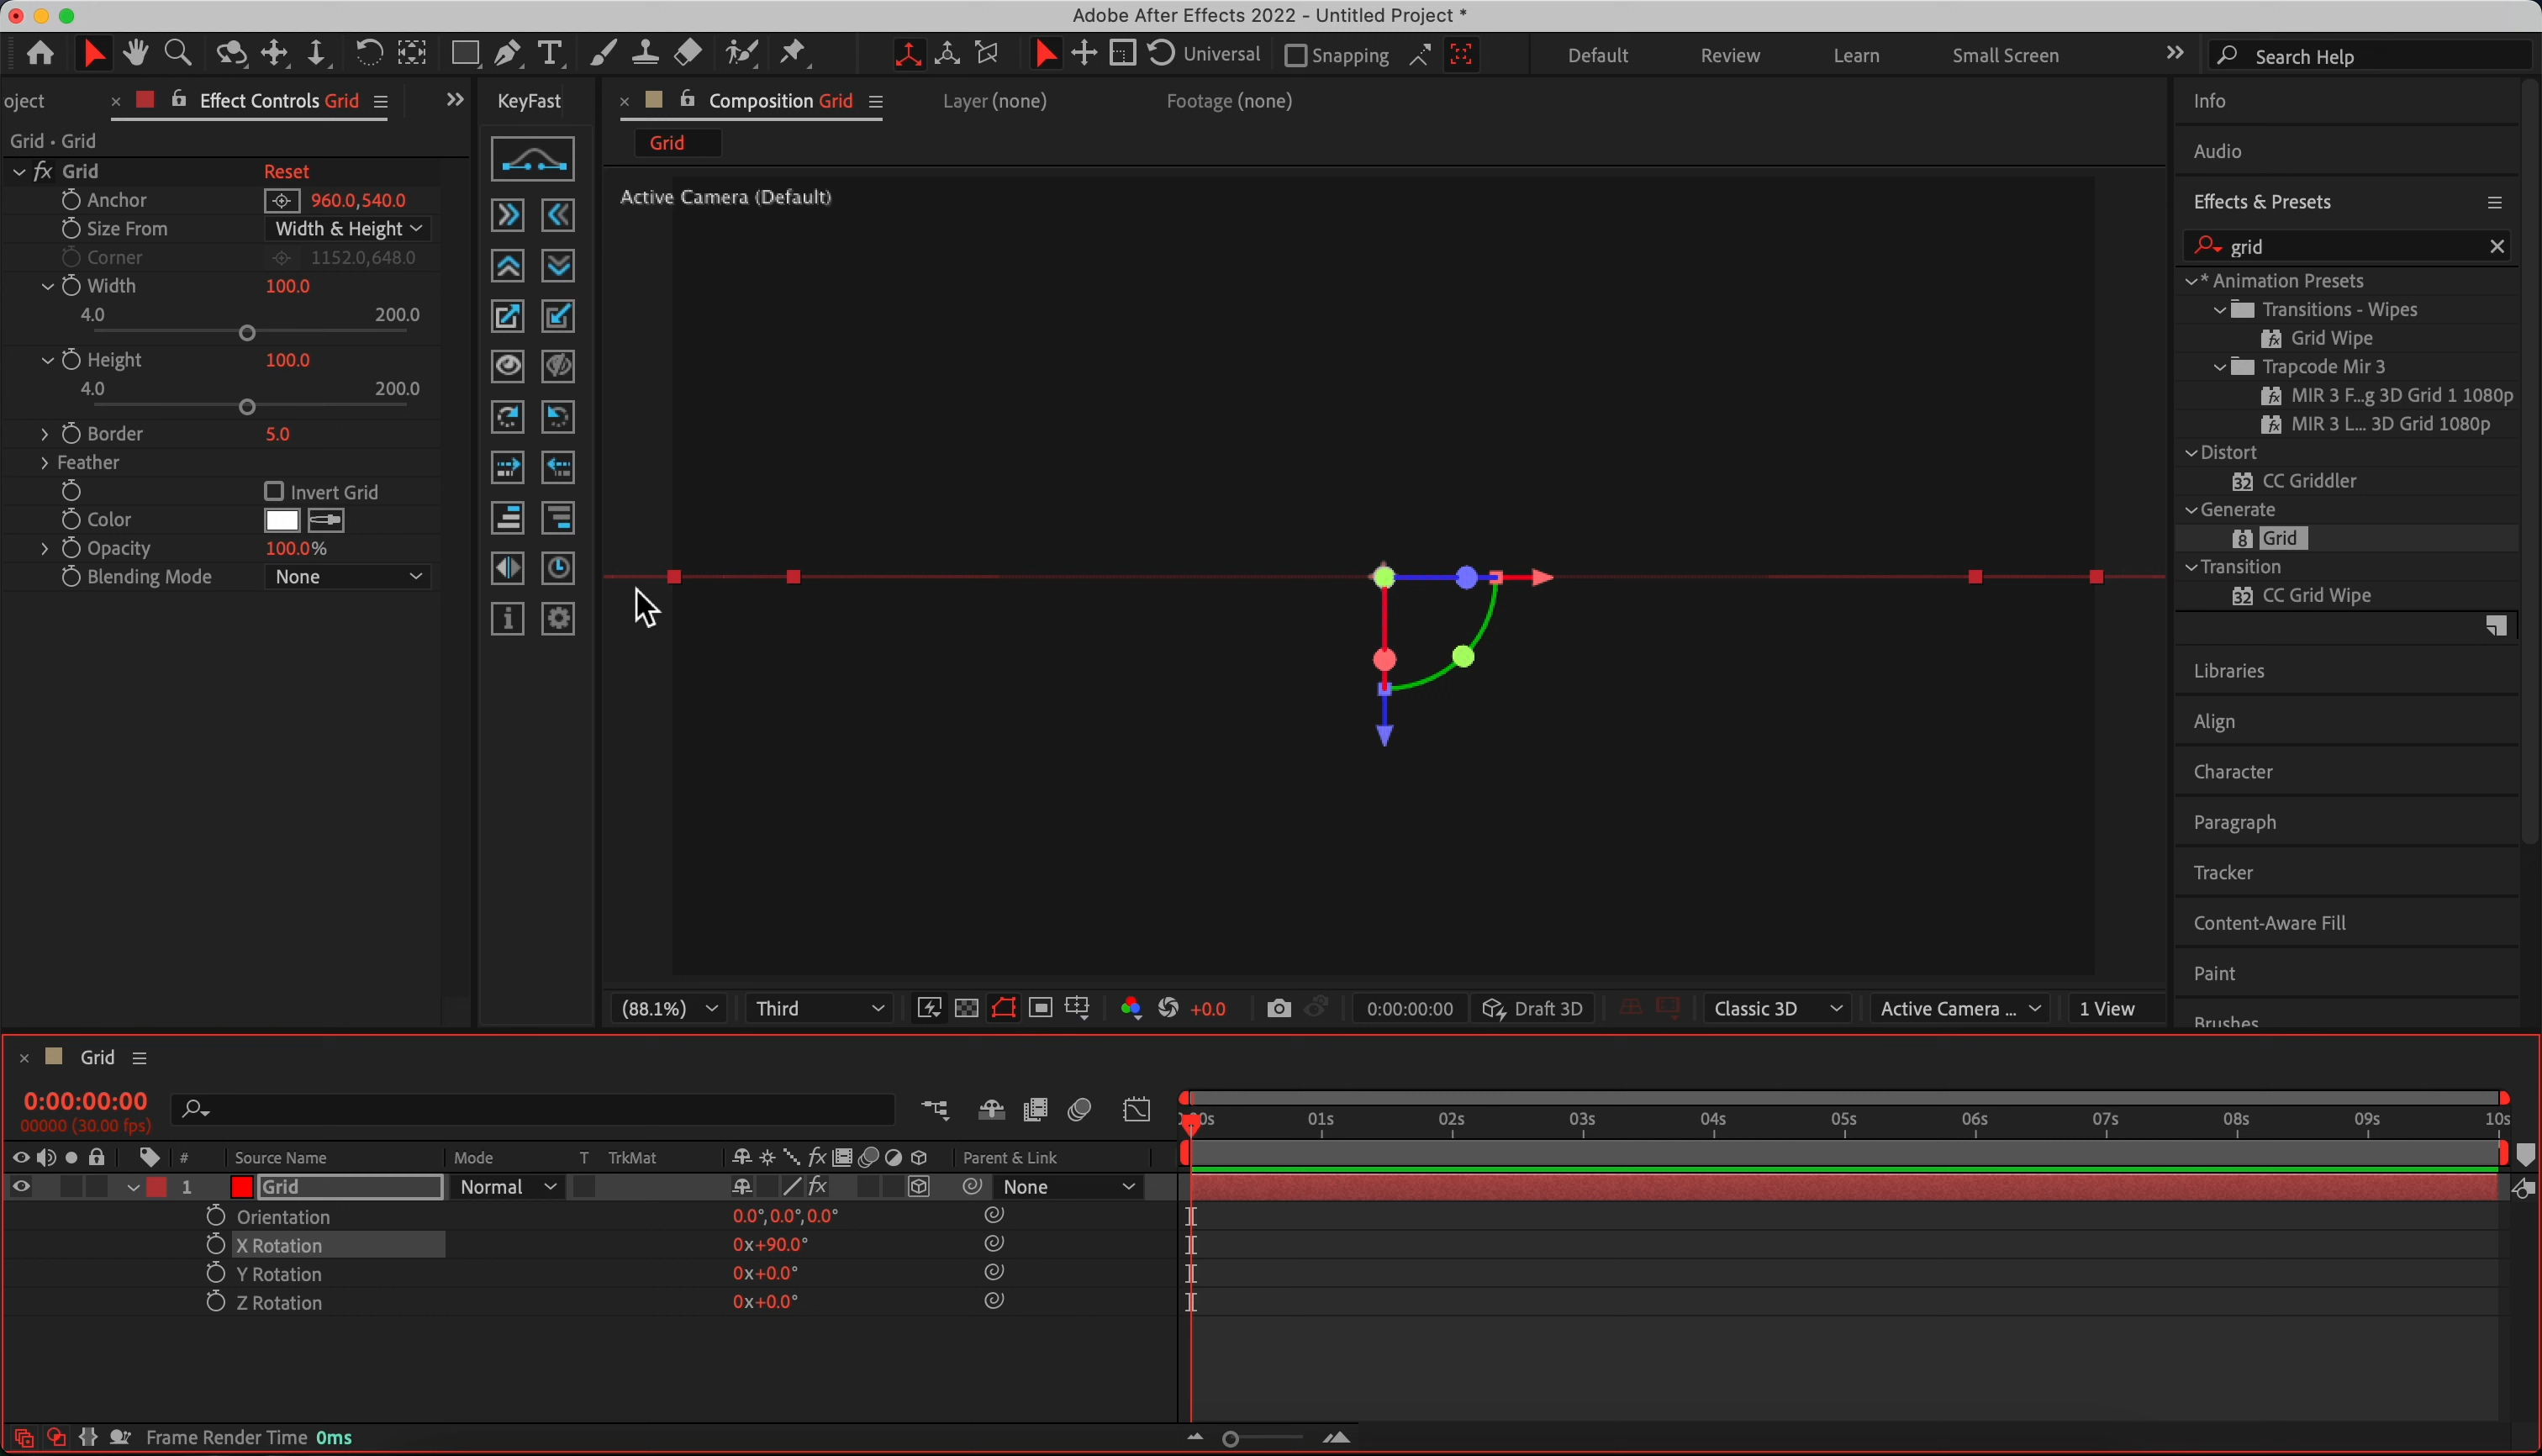 Adobe After Effects 2022 - Untitled Project *
Universal
Snapping
Default
Review
Learn
Small Screen
Search Help
oject
Effect Controls Grid
KeyFast
Composition Grid
Layer (none)
Footage (none)
Info
Grid • Grid
Grid
Audio
fx Grid
Reset
Active Camera (Default)
Effects & Presets
Anchor
960.0,540.0
Size From
Width & Height
grid
Corner
1152.0,648.0
Width
100.0
4.0
200.0
Height
100.0
4.0
200.0
Border
5.0
Feather
Invert Grid
Color
Opacity
100.0%
Blending Mode
None
* Animation Presets
Transitions - Wipes
Grid Wipe
Trapcode Mir 3
MIR 3 F...g 3D Grid 1 1080p
MIR 3 L... 3D Grid 1080p
Distort
32 CC Griddler
Generate
8 Grid
Transition
32 CC Grid Wipe
Libraries
Align
Character
Paragraph
Tracker
Content-Aware Fill
Paint
Brushes
(88.1%)
Third
+0.0
0:00:00:00
Draft 3D
Classic 3D
Active Camera ...
1 View
Grid
0:00:00:00
00000 (30.00 fps)
01s
02s
03s
04s
05s
06s
07s
08s
09s
10s
#
Source Name
Mode
T
TrkMat
fx
Parent & Link
1
Grid
Normal
fx
None
Orientation
0.0°,0.0°,0.0°
X Rotation
0x+90.0°
Y Rotation
0x+0.0°
Z Rotation
0x+0.0°
Frame Render Time 0ms